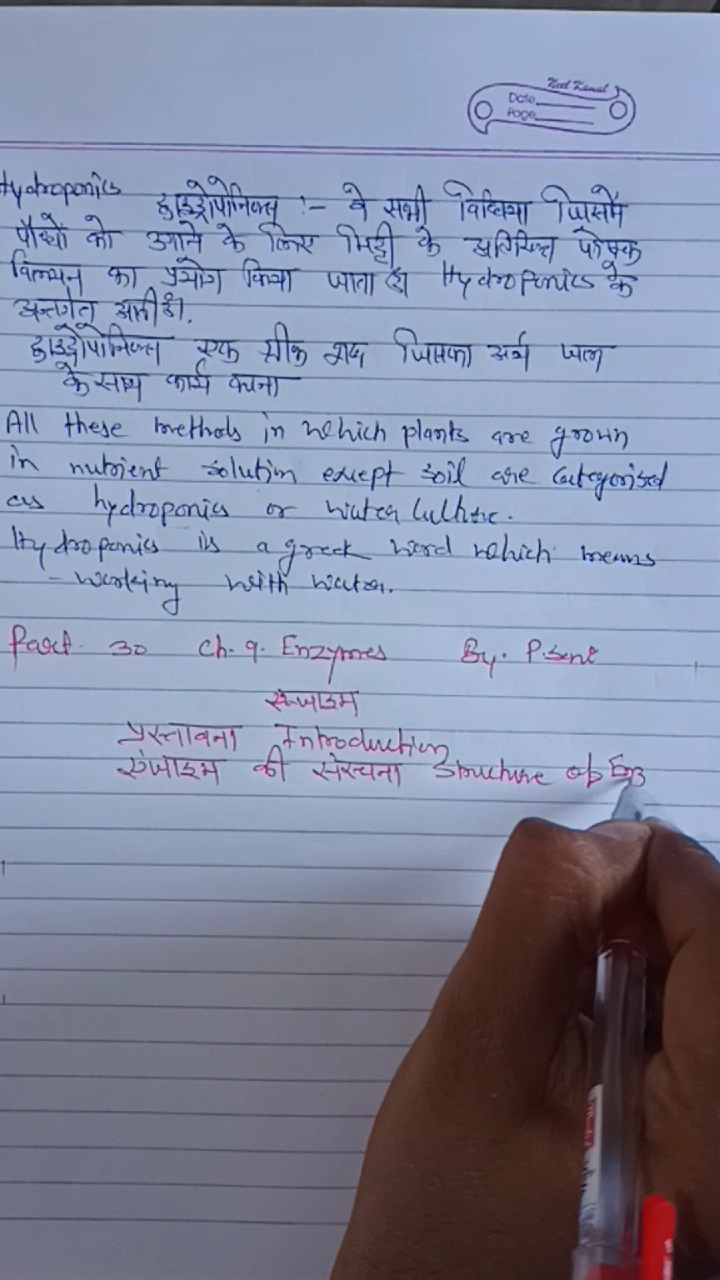 Neel Kamal
Date
Page
Hydroponics हाइड्रोपोनिक्स :- वे सभी विधिया जिसमें
पौधों को उगाने के लिए मिट्टी के अतिरिक्त पोषक
विलयन का प्रयोग किया जाता है। Hydroponics के
अन्तर्गत आती है।
हाइड्रोपोनिक्स एक ग्रीक शब्द जिसका अर्थ जल
के साथ कार्य करना
All these methods in which plants are grown
in nutrient solution except soil are categorised
as hydroponics or water Culture.
Hydroponics is a greek word which means
- working with water.
Part- 30 Ch. 9. Enzymes By. P.Sent
एंजाइम
प्रस्तावना Introduction
एंजाइम की संरचना Structure of Enz